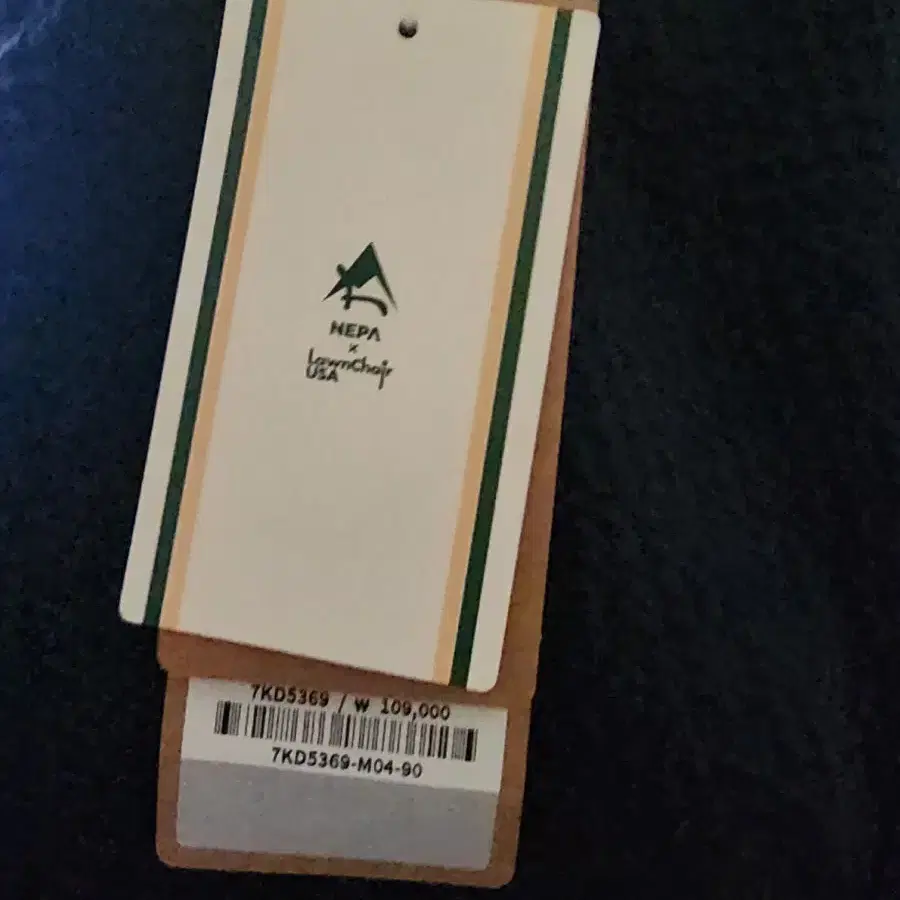 NEPA
x
LawnChair
USA
7KD5369 / ₩ 109,000
7KD5369-M04-90